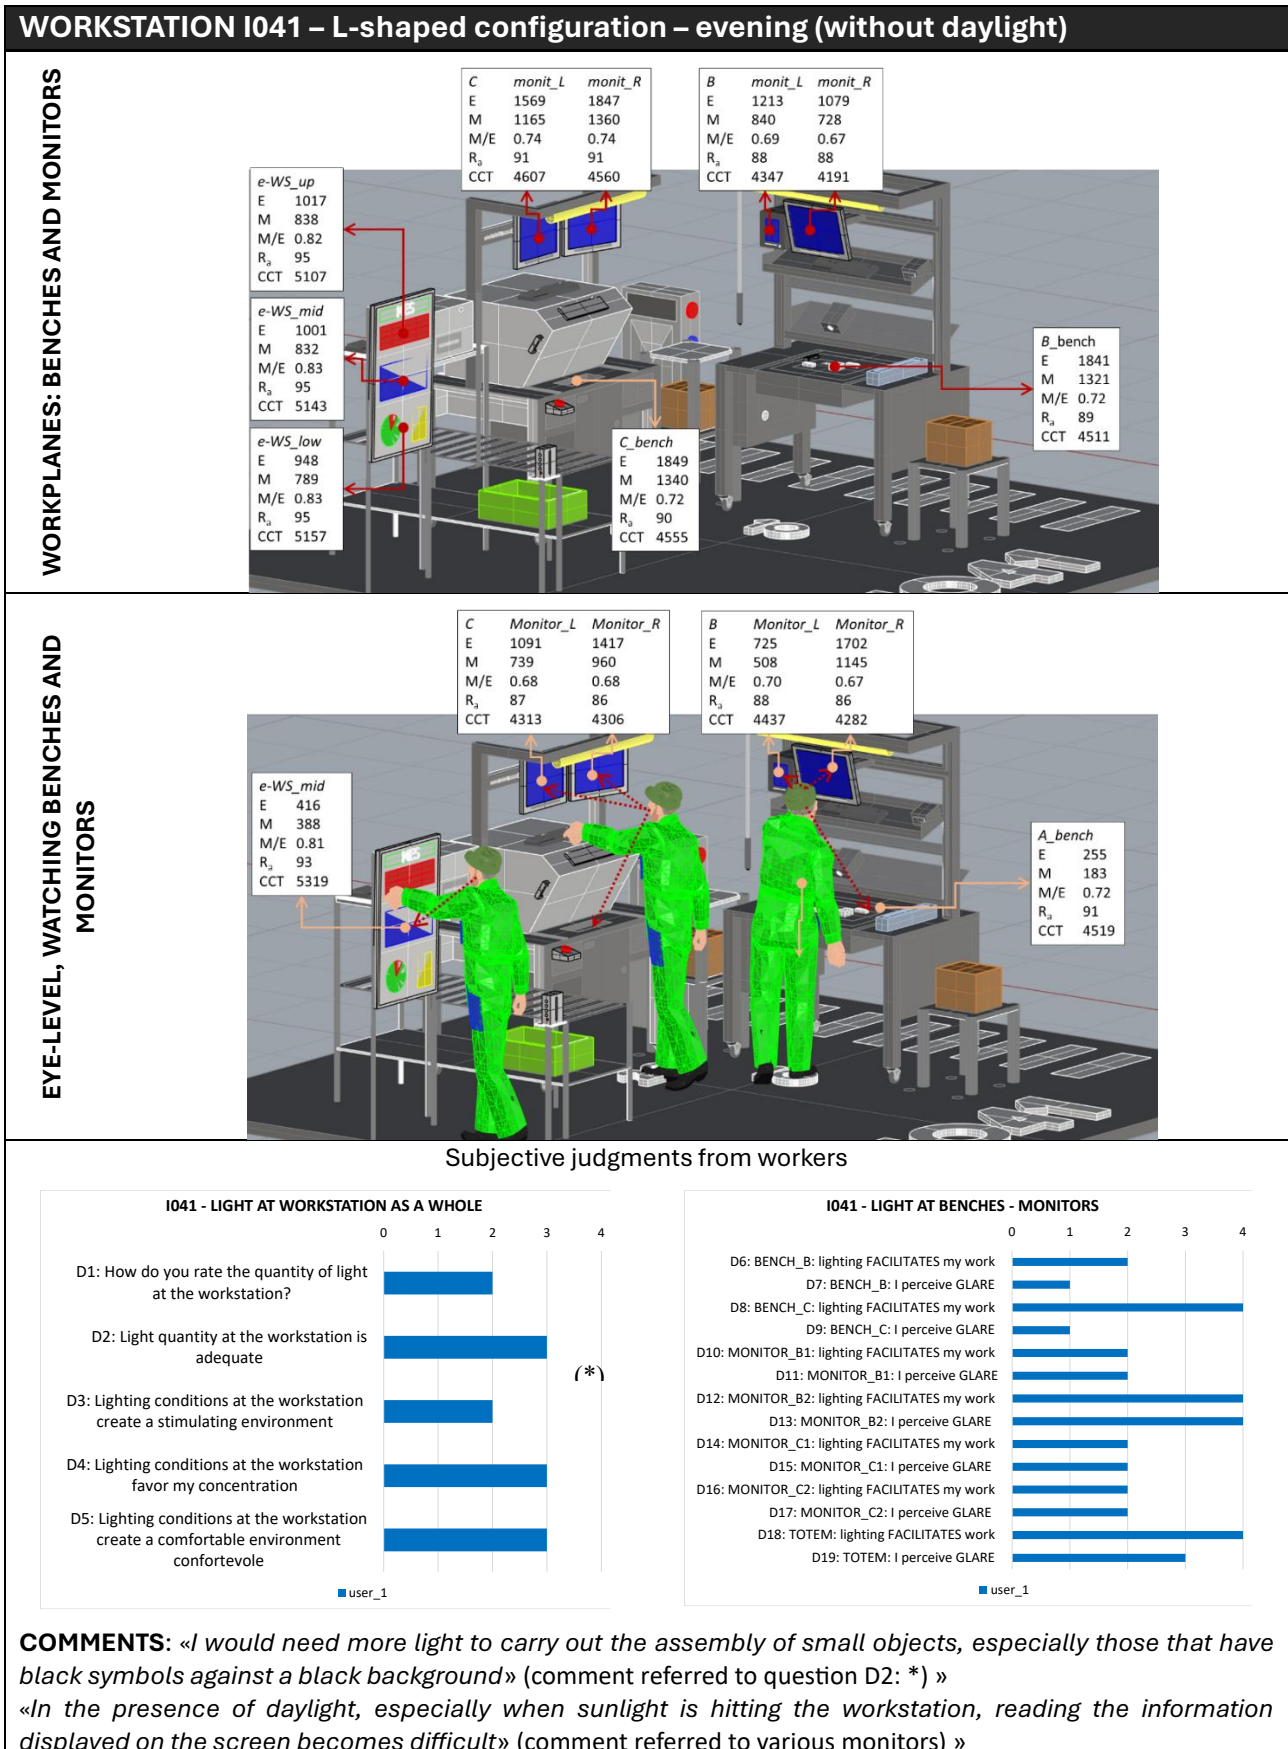 WORKSTATION I041 – L-shaped configuration – evening (without daylight)
WORKPLANES: BENCHES AND MONITORS
C monit_L monit_R
E 1569 1847
M 1165 1360
M/E 0.74 0.74
Ra 91 91
CCT 4607 4560
B monit_L monit_R
E 1213 1079
M 840 728
M/E 0.69 0.67
Ra 88 88
CCT 4347 4191
e-WS_up
E 1017
M 838
M/E 0.82
Ra 95
CCT 5107
e-WS_mid
E 1001
M 832
M/E 0.83
Ra 95
CCT 5143
e-WS_low
E 948
M 789
M/E 0.83
Ra 95
CCT 5157
C_bench
E 1849
M 1340
M/E 0.72
Ra 90
CCT 4555
B_bench
E 1841
M 1321
M/E 0.72
Ra 89
CCT 4511
EYE-LEVEL, WATCHING BENCHES AND
MONITORS
C Monitor_L Monitor_R
E 1091 1417
M 739 960
M/E 0.68 0.68
Ra 87 86
CCT 4313 4306
B Monitor_L Monitor_R
E 725 1702
M 508 1145
M/E 0.70 0.67
Ra 88 86
CCT 4437 4282
e-WS_mid
E 416
M 388
M/E 0.81
Ra 93
CCT 5319
A_bench
E 255
M 183
M/E 0.72
Ra 91
CCT 4519
Subjective judgments from workers
I041 - LIGHT AT WORKSTATION AS A WHOLE
0 1 2 3 4
D1: How do you rate the quantity of light
at the workstation?
D2: Light quantity at the workstation is
adequate
(*)
D3: Lighting conditions at the workstation
create a stimulating environment
D4: Lighting conditions at the workstation
favor my concentration
D5: Lighting conditions at the workstation
create a comfortable environment
confortevole
user_1
I041 - LIGHT AT BENCHES - MONITORS
0 1 2 3 4
D6: BENCH_B: lighting FACILITATES my work
D7: BENCH_B: I perceive GLARE
D8: BENCH_C: lighting FACILITATES my work
D9: BENCH_C: I perceive GLARE
D10: MONITOR_B1: lighting FACILITATES my work
D11: MONITOR_B1: I perceive GLARE
D12: MONITOR_B2: lighting FACILITATES my work
D13: MONITOR_B2: I perceive GLARE
D14: MONITOR_C1: lighting FACILITATES my work
D15: MONITOR_C1: I perceive GLARE
D16: MONITOR_C2: lighting FACILITATES my work
D17: MONITOR_C2: I perceive GLARE
D18: TOTEM: lighting FACILITATES work
D19: TOTEM: I perceive GLARE
user_1
COMMENTS: «I would need more light to carry out the assembly of small objects, especially those that have
black symbols against a black background» (comment referred to question D2: *) »
«In the presence of daylight, especially when sunlight is hitting the workstation, reading the information
displayed on the screen becomes difficult» (comment referred to various monitors) »